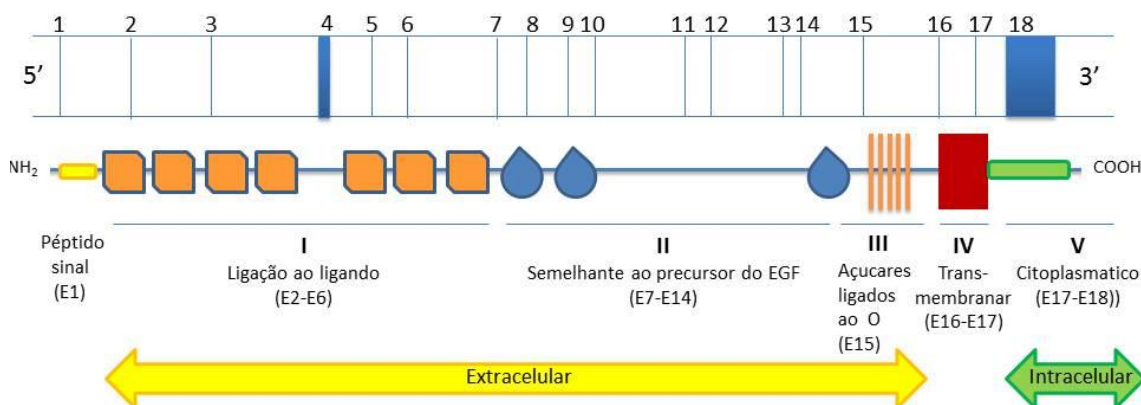 1 2 3 4 5 6 7 8 9 10 11 12 13 14 15 16 17 18
5’ 3’
NH2 COOH
Péptido
sinal
(E1)
I
Ligação ao ligando
(E2-E6)
II
Semelhante ao precursor do EGF
(E7-E14)
III
Açucares
ligados
ao O
(E15)
IV
Trans-
membranar
(E16-E17)
V
Citoplasmatico
(E17-E18))
Extracelular
Intracelular